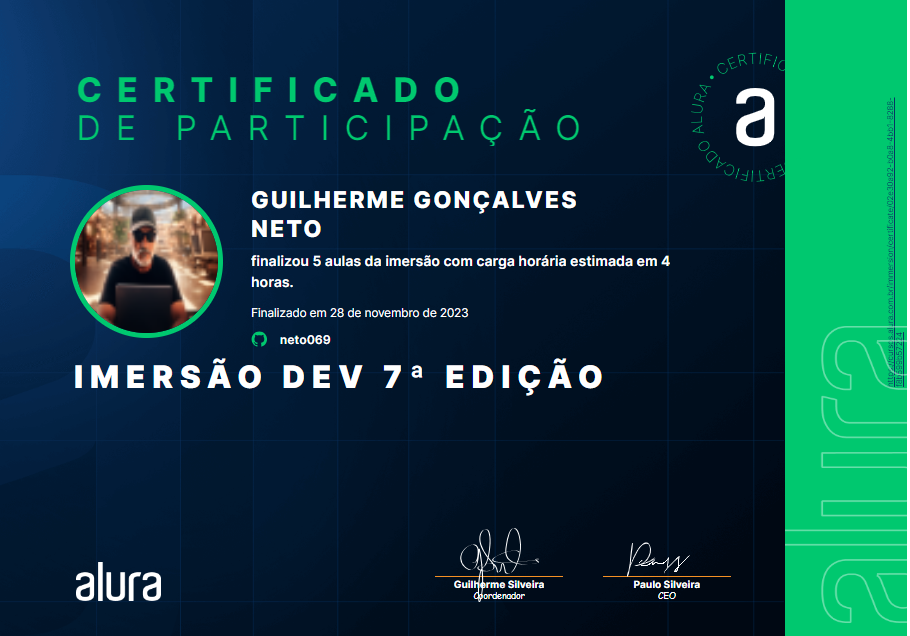 CERTIFICADO
DE PARTICIPAÇÃO
CERTIFICADO ALURA • CERTIFIC
a
GUILHERME GONÇALVES
NETO
finalizou 5 aulas da imersão com carga horária estimada em 4
horas.
Finalizado em 28 de novembro de 2023
neto069
IMERSÃO DEV 7ª EDIÇÃO
alura
Guilherme Silveira
Coordenador
Paulo Silveira
CEO
alura